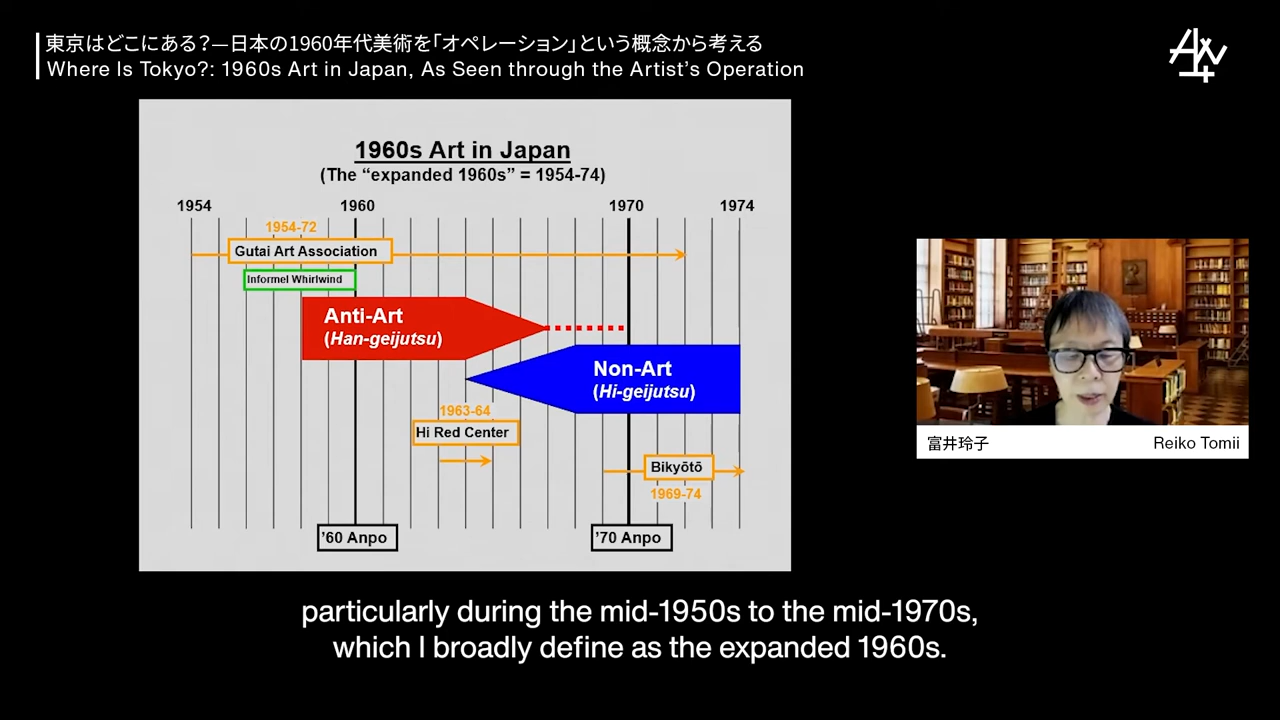 東京はどこにある?—日本の1960年代美術を「オペレーション」という概念から考える
Where Is Tokyo?: 1960s Art in Japan, As Seen through the Artist's Operation
1960s Art in Japan
(The “expanded 1960s” = 1954-74)
1954
1960
1970
1974
1954-72
Gutai Art Association
Informel Whirlwind
Anti-Art
(Han-geijutsu)
Non-Art
(Hi-geijutsu)
1963-64
Hi Red Center
Bikyōtō
1969-74
’60 Anpo
’70 Anpo
富井玲子
Reiko Tomii
particularly during the mid-1950s to the mid-1970s,
which I broadly define as the expanded 1960s.